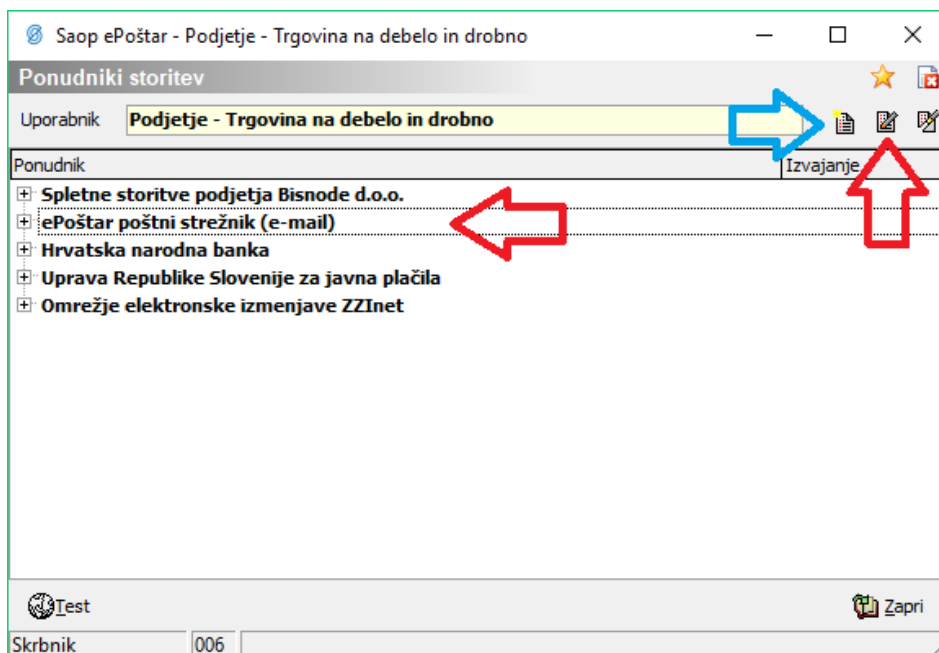 Saop ePoštar - Podjetje - Trgovina na debelo in drobno
Ponudniki storitev
Uporabnik Podjetje - Trgovina na debelo in drobno
Ponudnik Izvajanje
Spletne storitve podjetja Bisnode d.o.o.
ePoštar poštni strežnik (e-mail)
Hrvatska narodna banka
Uprava Republike Slovenije za javna plačila
Omrežje elektronske izmenjave ZZInet
Test Zapri
Skrbnik 006